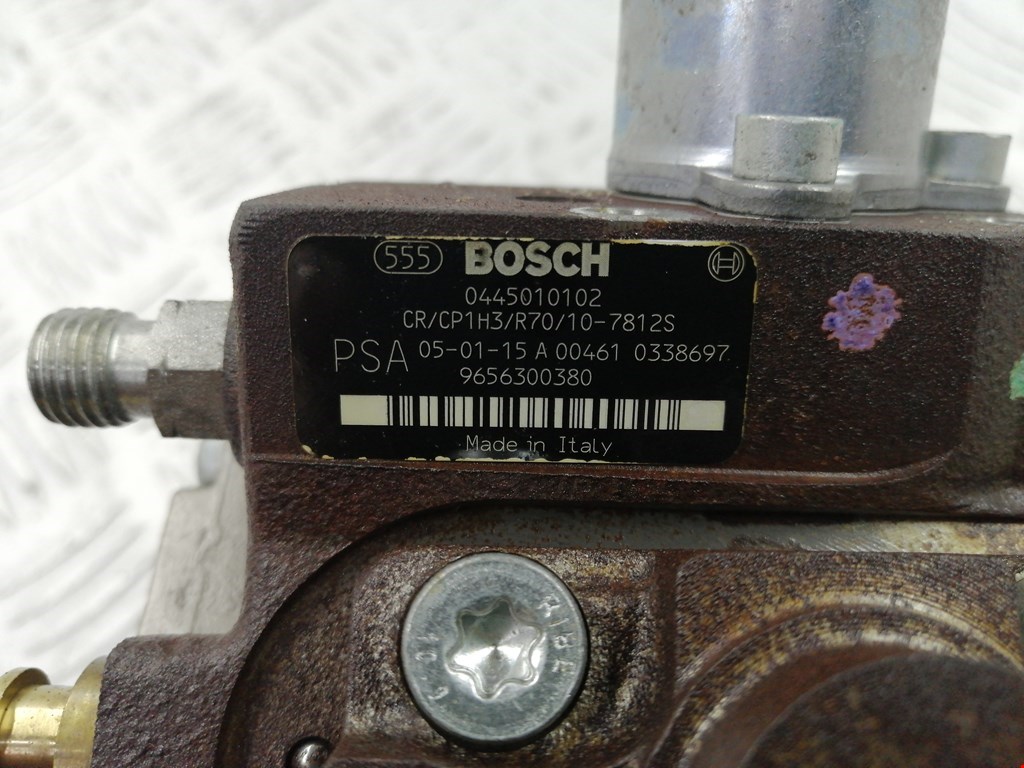 555 BOSCH
0445010102
CR/CP1H3/R70/10-7812S
PSA 05-01-15 A 00461 0338697
9656300380
Made in Italy